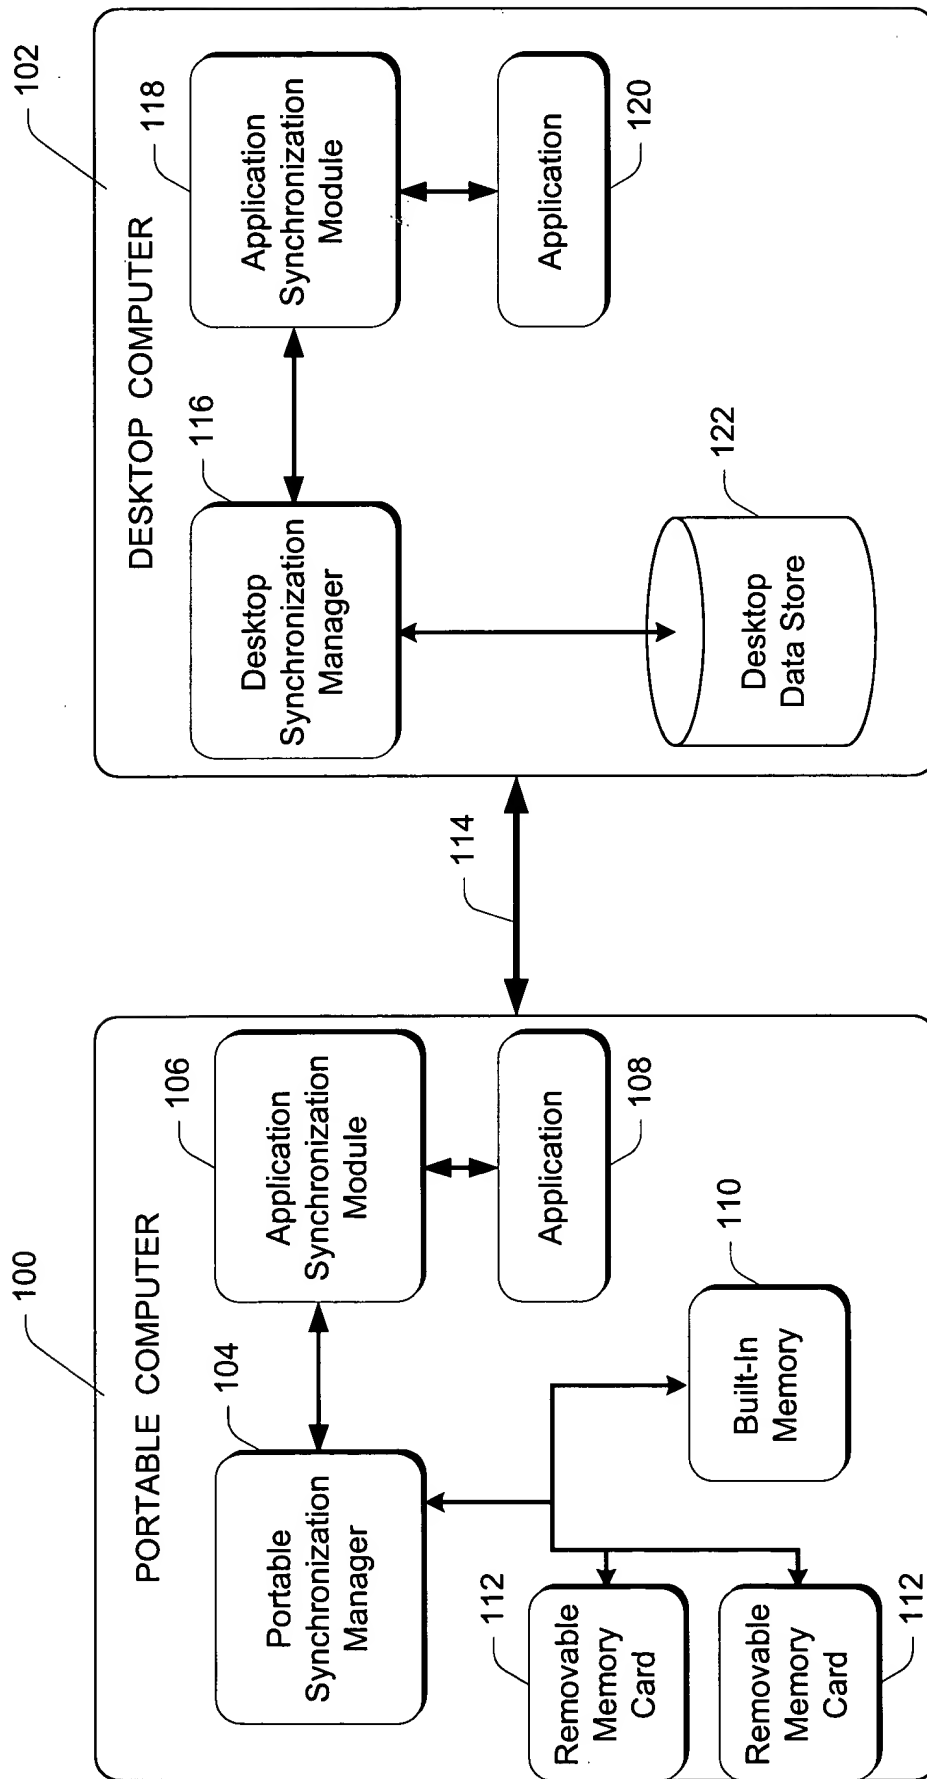 100
PORTABLE COMPUTER
104
Portable
Synchronization
Manager
106
Application
Synchronization
Module
Application
108
110
Built-In
Memory
112
Removable
Memory
Card
Removable
Memory
Card
112
114
102
DESKTOP COMPUTER
116
Desktop
Synchronization
Manager
118
Application
Synchronization
Module
Application
120
122
Desktop
Data Store